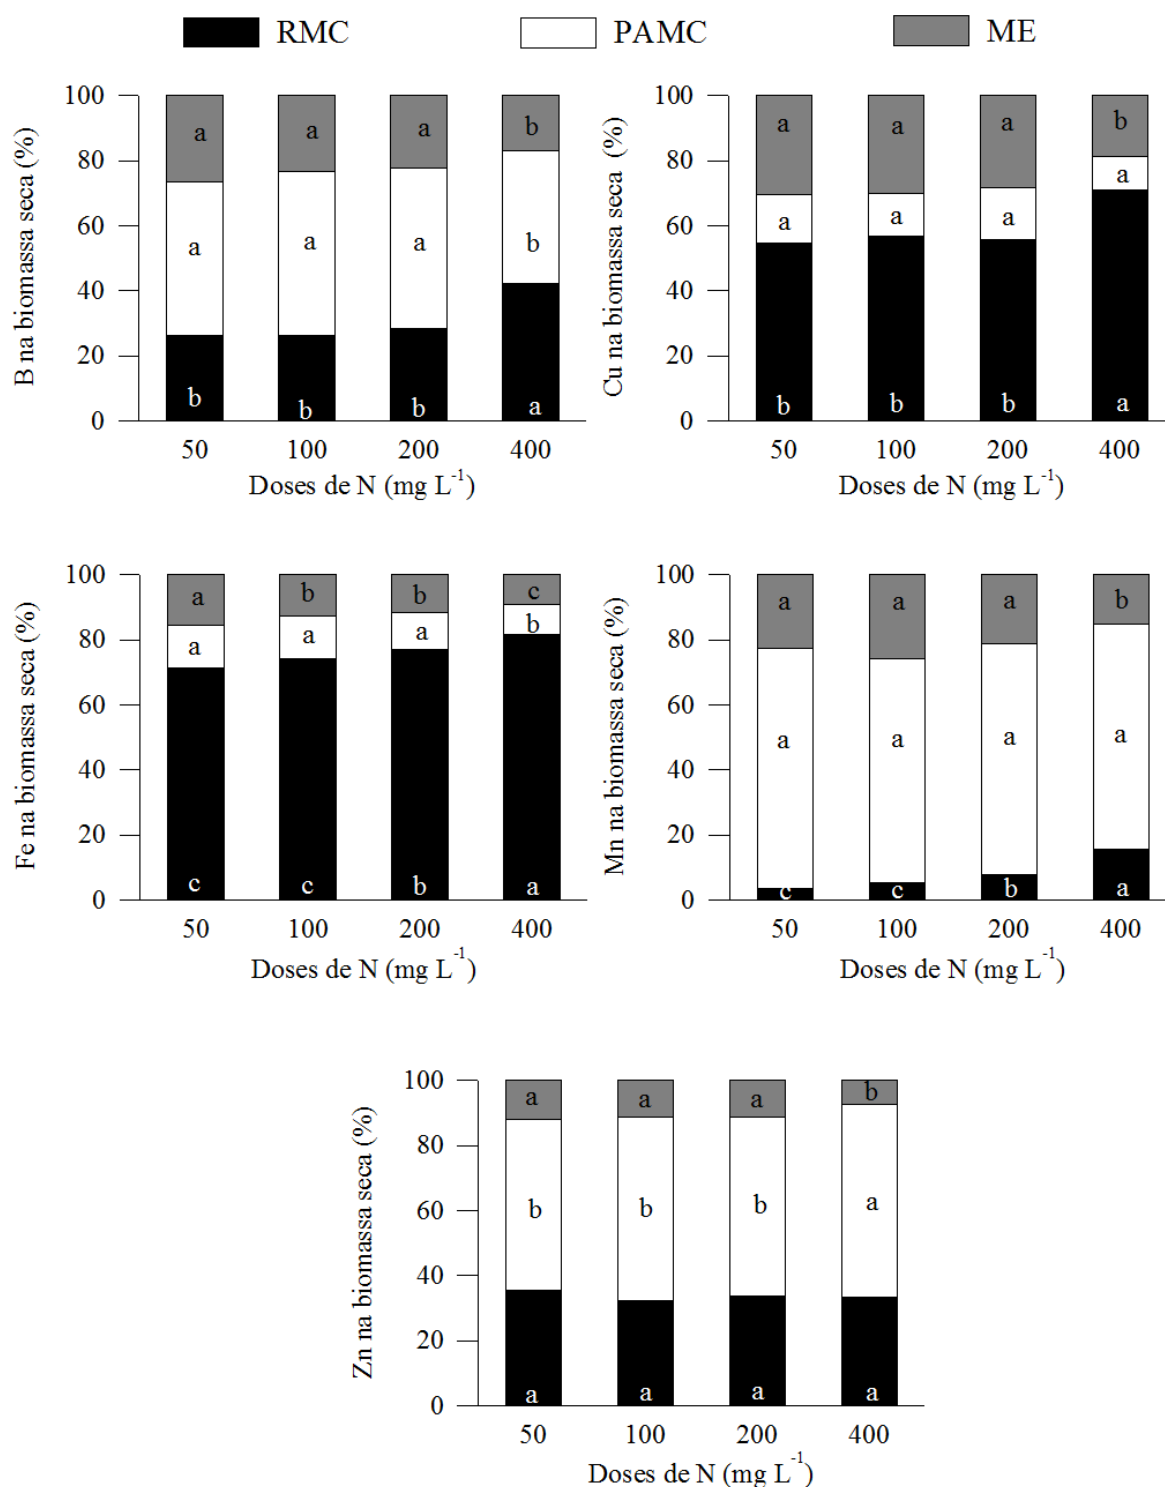 RMC PAMC ME
B na biomassa seca (%)
100
80
60
40
20
0
a a a b
a a a b
b b b a
50 100 200 400
Doses de N (mg L⁻¹)
Cu na biomassa seca (%)
100
80
60
40
20
0
a a a b
a a a a
b b b a
50 100 200 400
Doses de N (mg L⁻¹)
Fe na biomassa seca (%)
100
80
60
40
20
0
a b b c
a a a b
c c b a
50 100 200 400
Doses de N (mg L⁻¹)
Mn na biomassa seca (%)
100
80
60
40
20
0
a a a b
a a a a
c c b a
50 100 200 400
Doses de N (mg L⁻¹)
Zn na biomassa seca (%)
100
80
60
40
20
0
a a a b
b b b a
a a a a
50 100 200 400
Doses de N (mg L⁻¹)